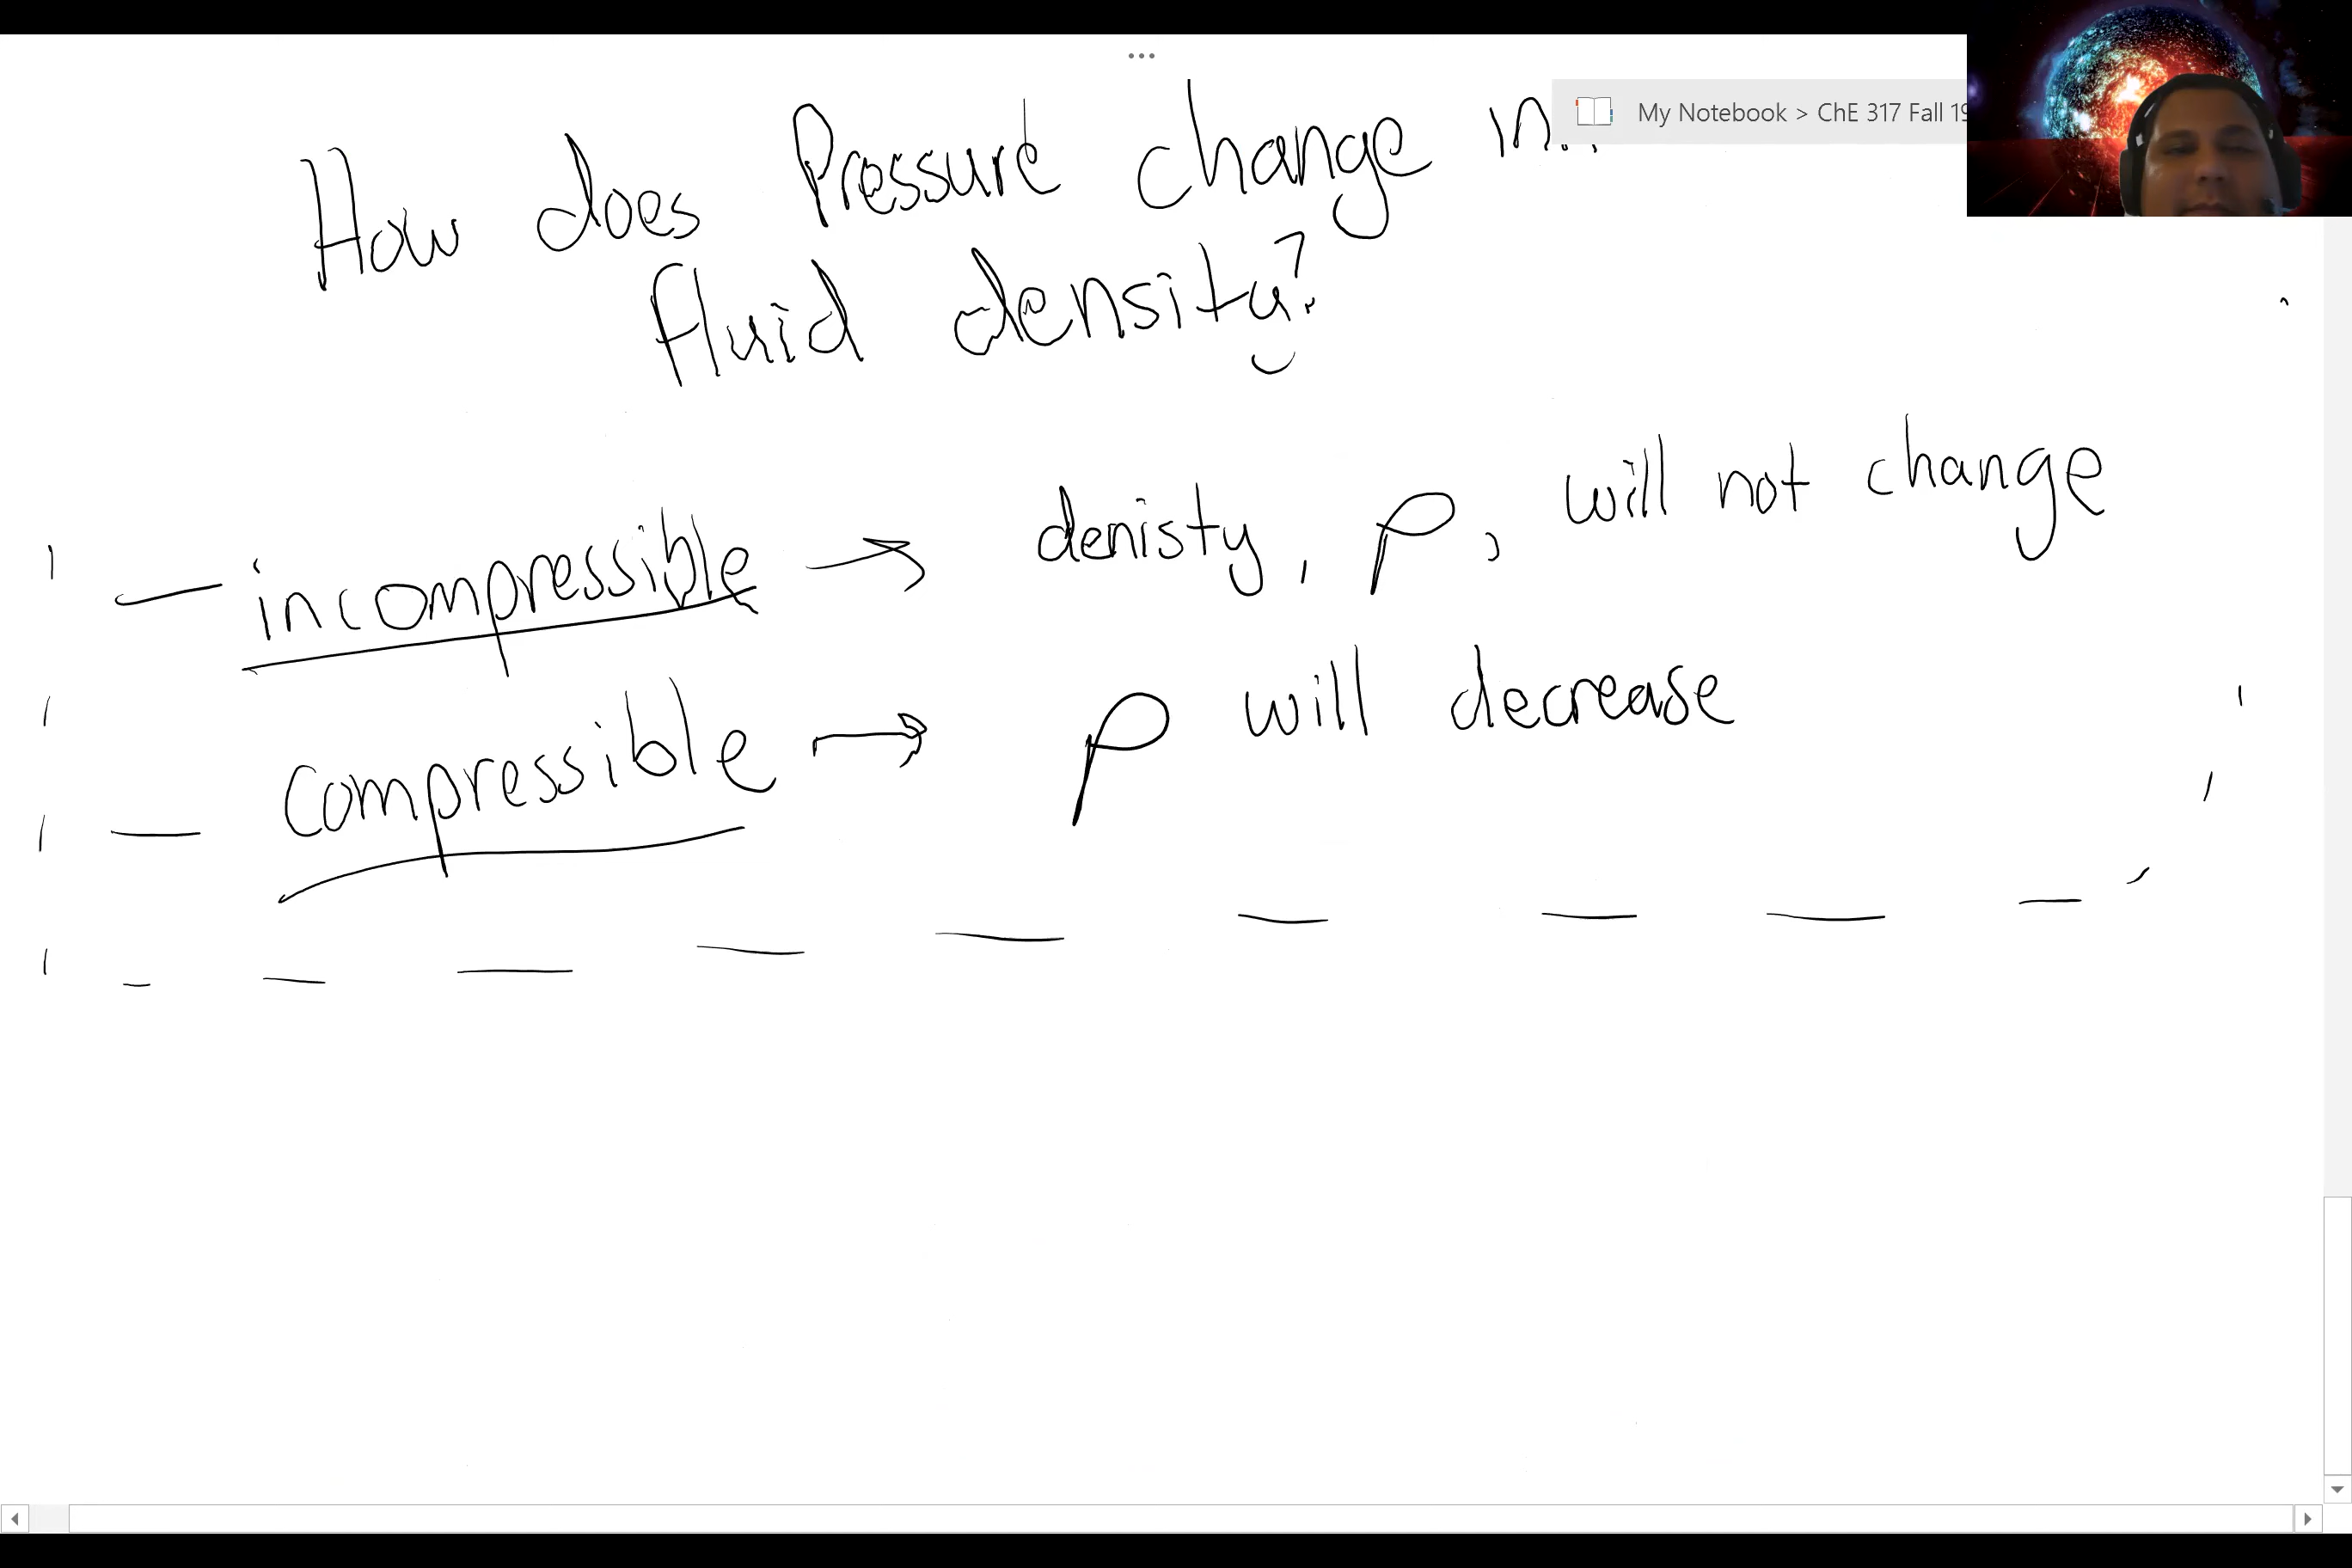 How does Pressure change in
My Notebook > ChE 317 Fall 19
fluid density?
– incompressible → denisty, ρ, will not change
– compressible → ρ will decrease